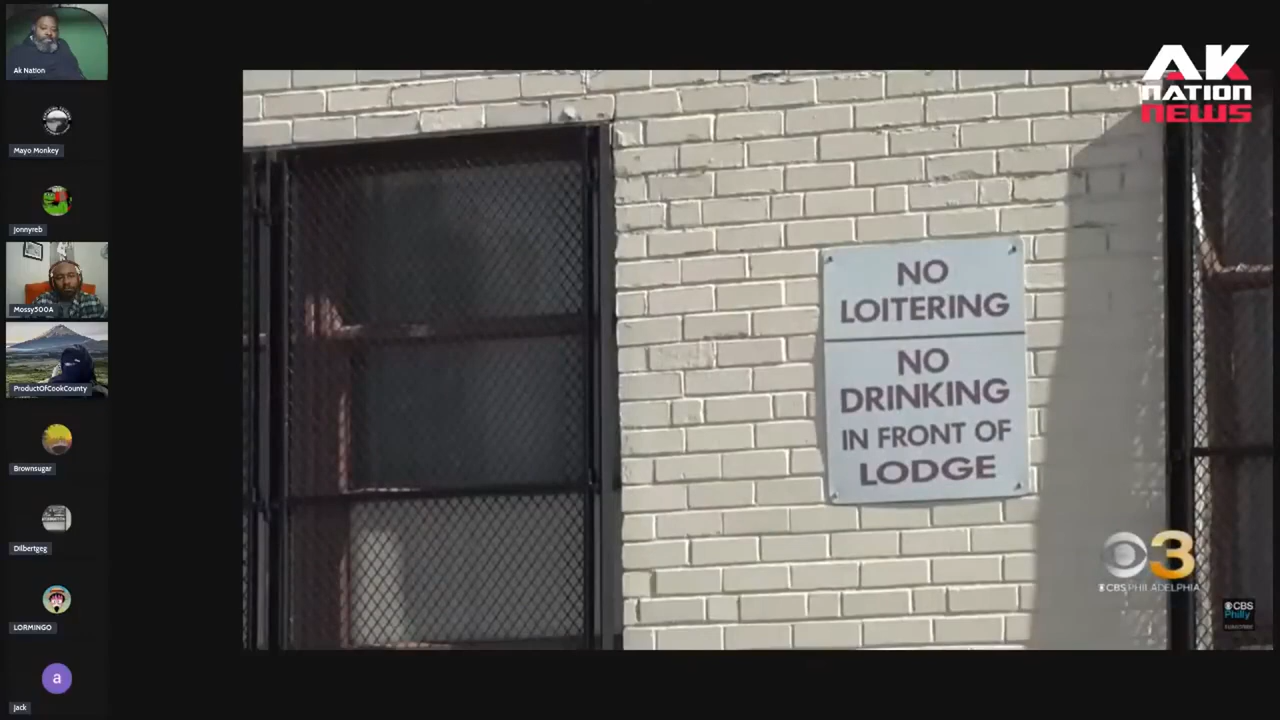 Ak Nation
Mayo Monkey
jonnyreb
Mossy500A
ProductOfCookCounty
Brownsugar
Dilbertgeg
LORMINGO
a
Jack
AK
NATION
NEWS
NO
LOITERING
NO
DRINKING
IN FRONT OF
LODGE
3
CBS PHILADELPHIA
CBS
Philly